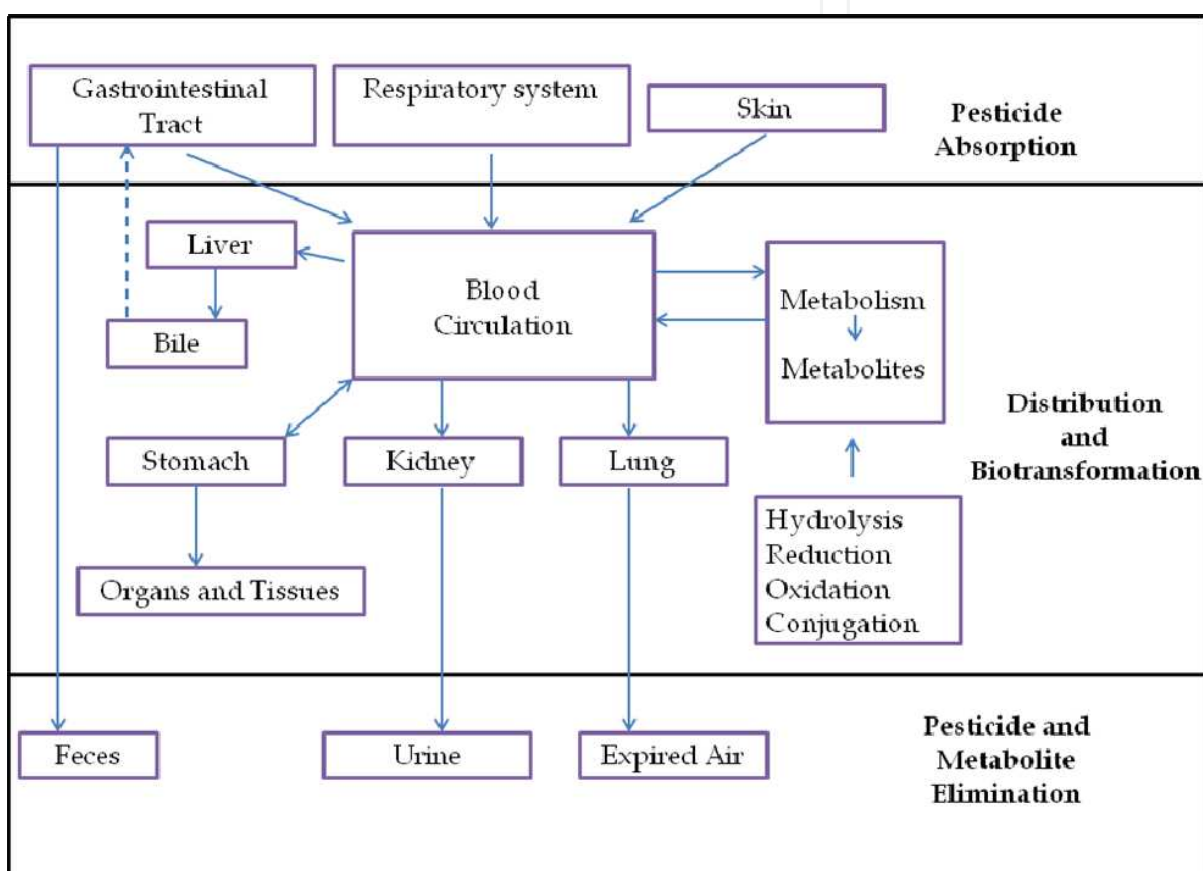 Gastrointestinal
Tract
Respiratory system
Skin
Pesticide
Absorption
Liver
Bile
Blood
Circulation
Metabolism
Metabolites
Distribution
and
Biotransformation
Stomach
Kidney
Lung
Organs and Tissues
Hydrolysis
Reduction
Oxidation
Conjugation
Feces
Urine
Expired Air
Pesticide and
Metabolite
Elimination